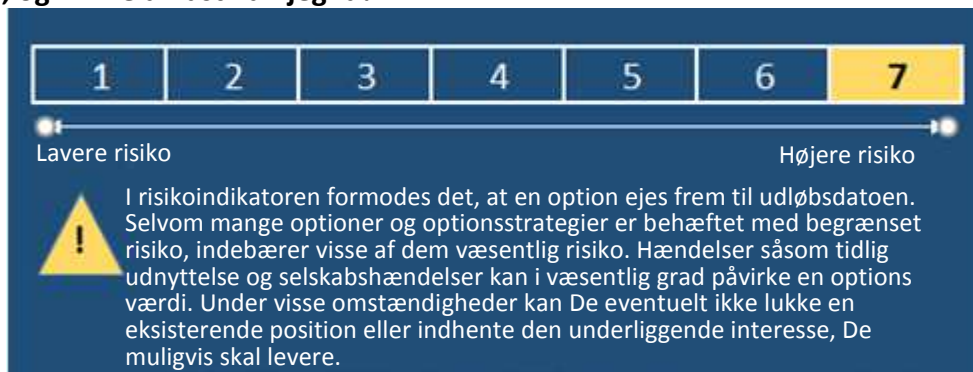 1 2 3 4 5 6 7
Lavere risiko Højere risiko
I risikoindikatoren formodes det, at en option ejes frem til udløbsdatoen.
Selvom mange optioner og optionsstrategier er behæftet med begrænset
! risiko, indebærer visse af dem væsentlig risiko. Hændelser såsom tidlig
udnyttelse og selskabshændelser kan i væsentlig grad påvirke en options
værdi. Under visse omstændigheder kan De eventuelt ikke lukke en
eksisterende position eller indhente den underliggende interesse, De
muligvis skal levere.